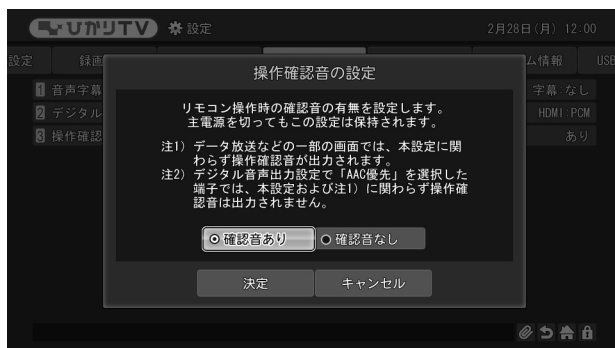 ひかりTV 設定 2月28日(月) 12:00
設定 録画 ム情報 USB
1 音声字幕 字幕:なし
2 デジタル HDMI:PCM
3 操作確認 あり
操作確認音の設定
リモコン操作時の確認音の有無を設定します。
主電源を切ってもこの設定は保持されます。
注1) データ放送などの一部の画面では、本設定に関
わらず操作確認音が出力されます。
注2) デジタル音声出力設定で「AAC優先」を選択した
端子では、本設定および注1) に関わらず操作確
認音は出力されません。
確認音あり 確認音なし
決定 キャンセル